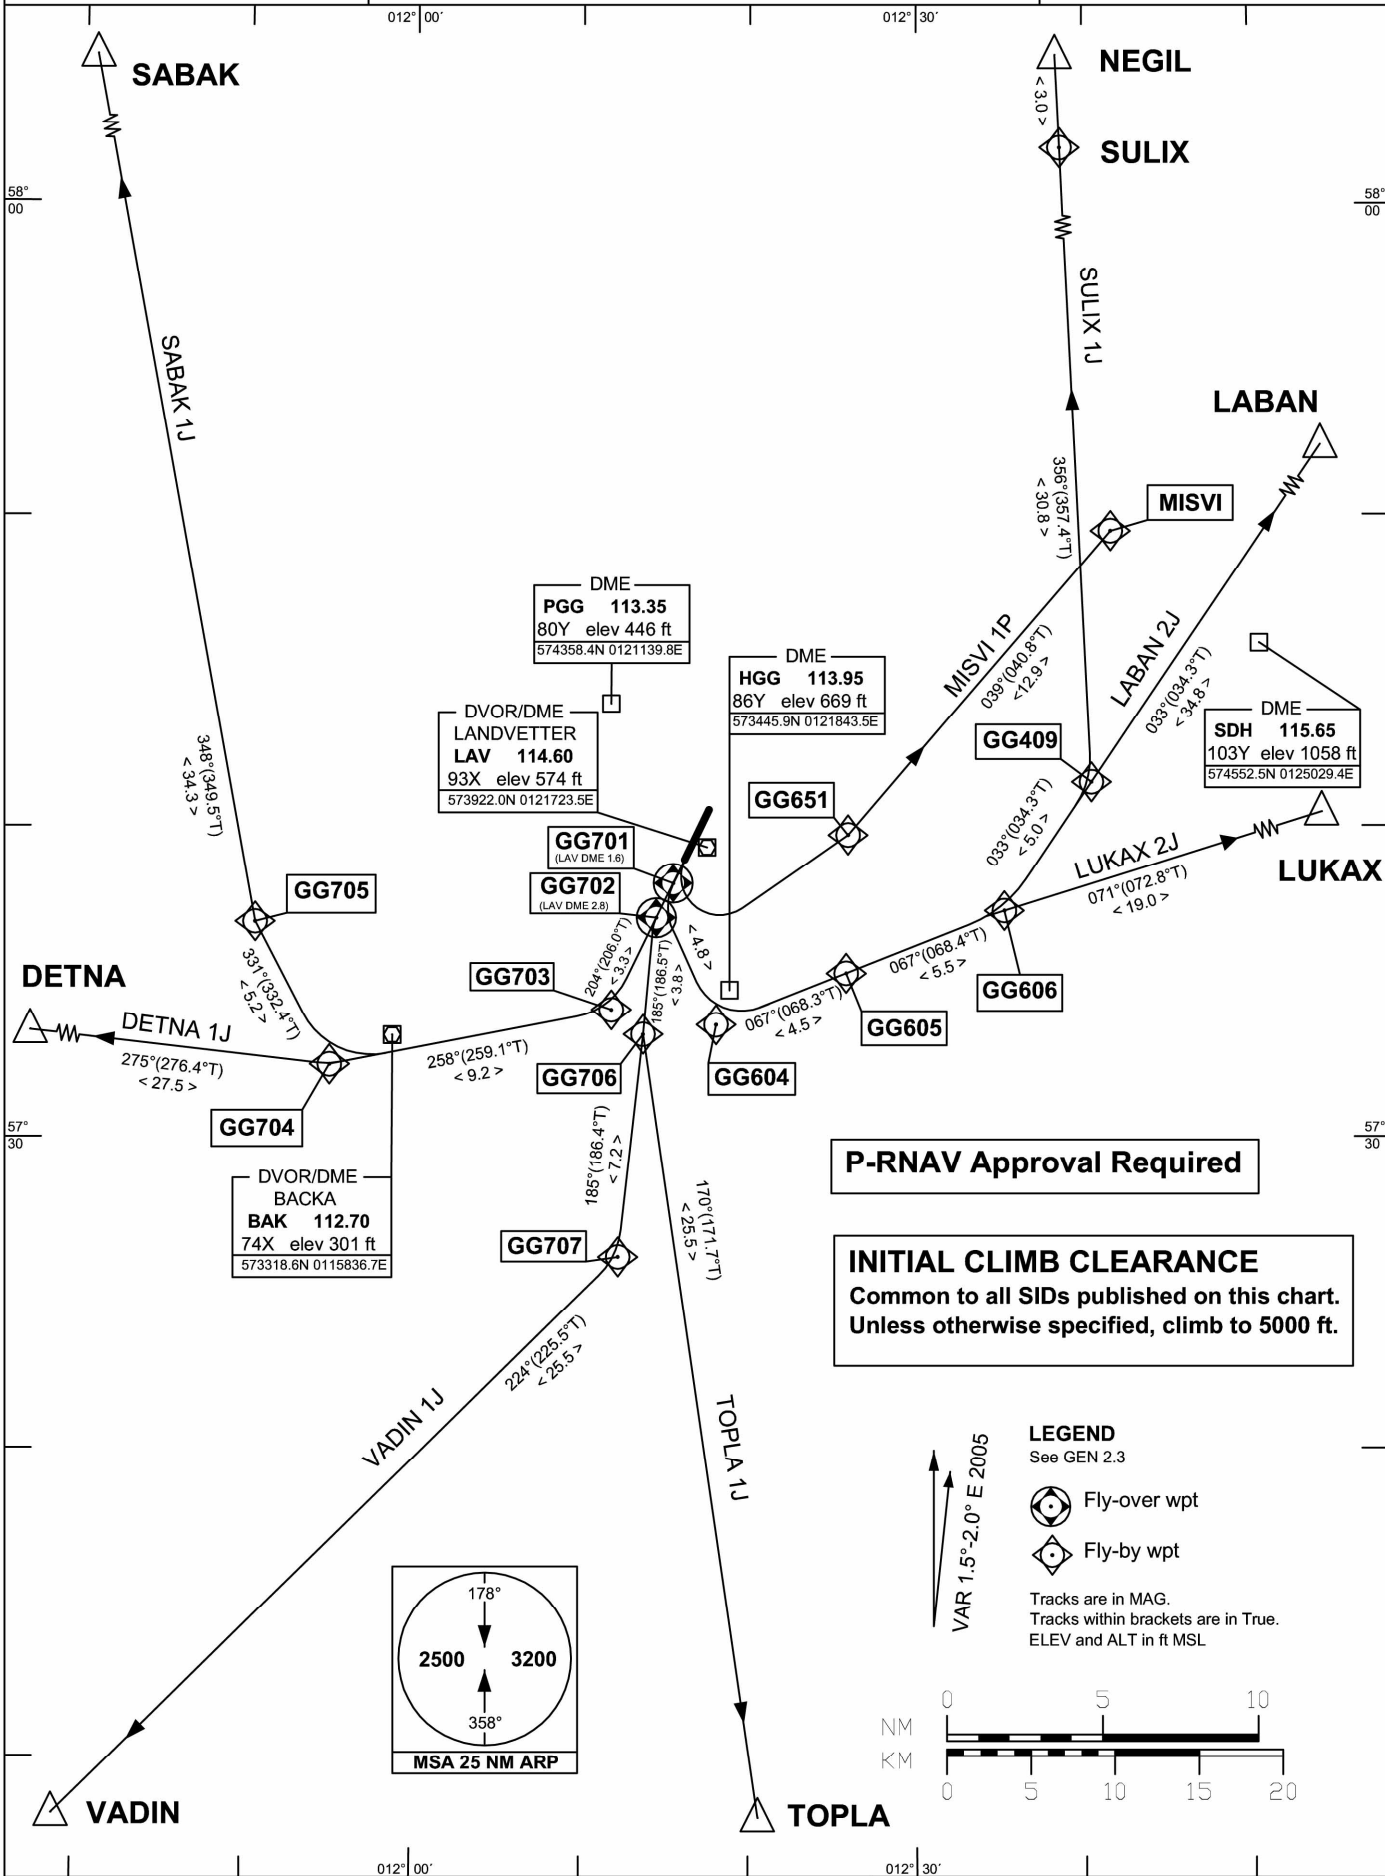 012° 00'
012° 30'
SABAK
NEGIL
< 3.0 >
SULIX
58°
00
58°
00
SABAK 1J
SULIX 1J
LABAN
356°(357.4°T)
< 30.8 >
MISVI
DME
PGG 113.35
80Y elev 446 ft
574358.4N 0121139.8E
MISVI 1P
039°(040.8°T)
<12.9 >
LABAN 2J
033°(034.3°T)
< 34.8 >
DME
HGG 113.95
86Y elev 669 ft
573445.9N 0121843.5E
DVOR/DME
LANDVETTER
LAV 114.60
93X elev 574 ft
573922.0N 0121723.5E
DME
SDH 115.65
103Y elev 1058 ft
574552.5N 0125029.4E
GG409
348°(349.5°T)
< 34.3 >
GG651
GG701
(LAV DME 1.6)
033°(034.3°T)
< 5.0 >
LUKAX 2J
071°(072.8°T)
< 19.0 >
LUKAX
GG702
(LAV DME 2.8)
GG705
331°(332.4°T)
< 5.2 >
204°(206.0°T)
< 3.3 >
185°(186.5°T)
< 3.8 >
< 4.8 >
067°(068.4°T)
< 5.5 >
DETNA
GG703
GG606
067°(068.3°T)
< 4.5 >
GG605
DETNA 1J
275°(276.4°T)
< 27.5 >
258°(259.1°T)
< 9.2 >
GG706
GG604
GG704
57°
30
57°
30
P-RNAV Approval Required
DVOR/DME
BACKA
BAK 112.70
74X elev 301 ft
573318.6N 0115836.7E
185°(186.4°T)
< 7.2 >
170°(171.7°T)
< 25.5 >
GG707
INITIAL CLIMB CLEARANCE
Common to all SIDs published on this chart.
Unless otherwise specified, climb to 5000 ft.
224°(225.5°T)
< 25.5 >
VADIN 1J
TOPLA 1J
VAR 1.5°-2.0° E 2005
LEGEND
See GEN 2.3
Fly-over wpt
Fly-by wpt
Tracks are in MAG.
Tracks within brackets are in True.
ELEV and ALT in ft MSL
178°
2500 3200
358°
MSA 25 NM ARP
0 5 10
NM
KM
0 5 10 15 20
VADIN
TOPLA
012° 00'
012° 30'